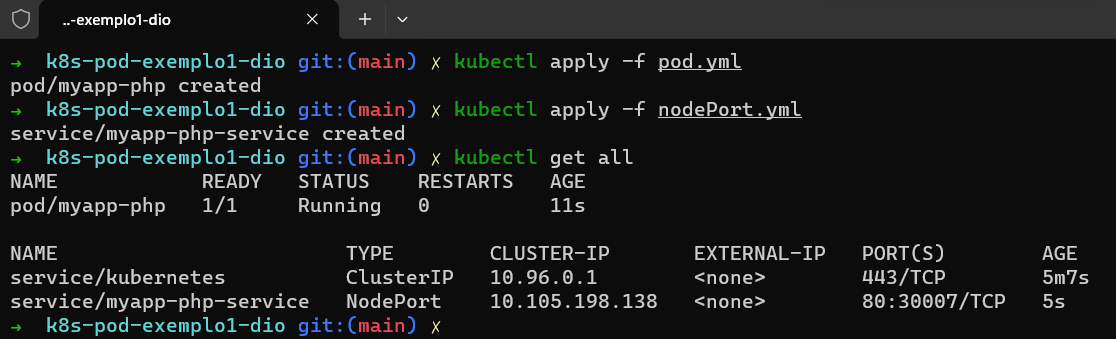 ..-exemplo1-dio
→ k8s-pod-exemplo1-dio git:(main) ✗ kubectl apply -f pod.yml
pod/myapp-php created
→ k8s-pod-exemplo1-dio git:(main) ✗ kubectl apply -f nodePort.yml
service/myapp-php-service created
→ k8s-pod-exemplo1-dio git:(main) ✗ kubectl get all
NAME READY STATUS RESTARTS AGE
pod/myapp-php 1/1 Running 0 11s
NAME TYPE CLUSTER-IP EXTERNAL-IP PORT(S) AGE
service/kubernetes ClusterIP 10.96.0.1 <none> 443/TCP 5m7s
service/myapp-php-service NodePort 10.105.198.138 <none> 80:30007/TCP 5s
→ k8s-pod-exemplo1-dio git:(main) ✗